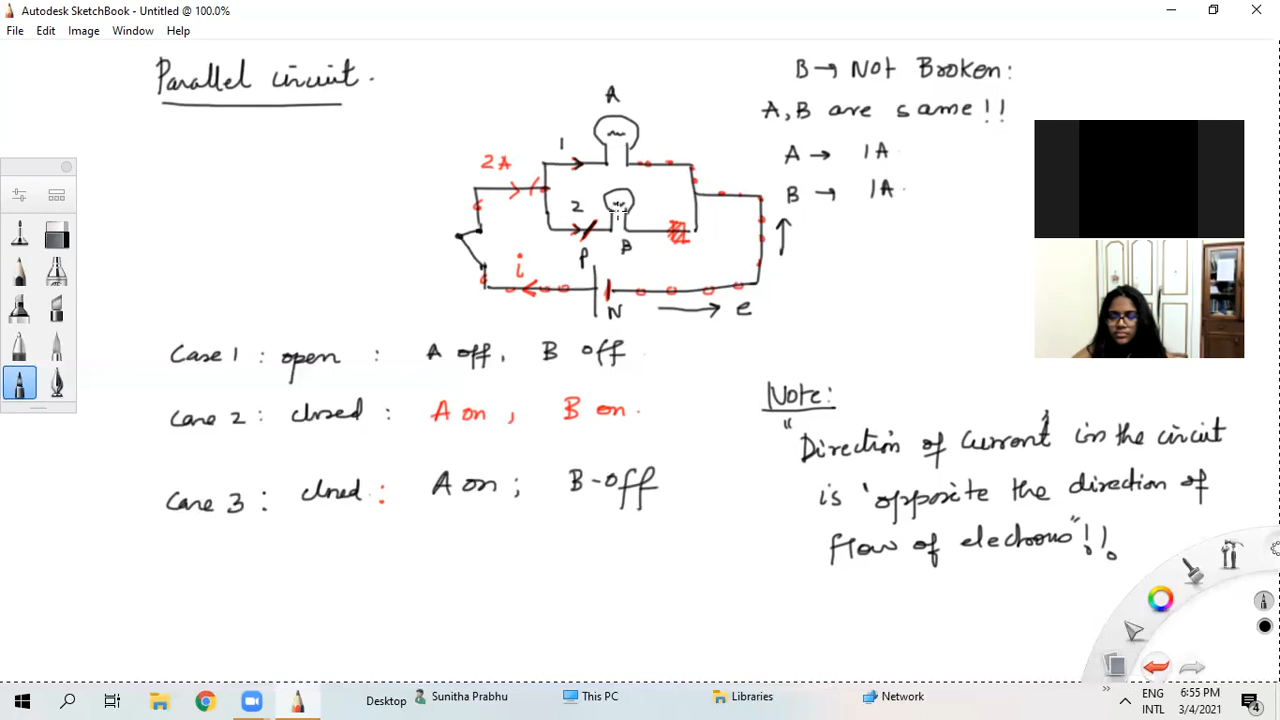 Autodesk SketchBook - Untitled @ 100.0%
File Edit Image Window Help
Parallel circuit.
B → Not Broken:
A, B are same!!
A → 1A
B → 1A
A
1
2A
2
B
P
i
N
→ e
Case 1 : open : A off, B off
Case 2 : closed : A on, B on.
Case 3 : closed : A on; B-off
Note:
"Direction of current in the circuit
is 'opposite the direction of
flow of electrons"!!
Desktop
Sunitha Prabhu
This PC
Libraries
Network
ENG
INTL
6:55 PM
3/4/2021
4